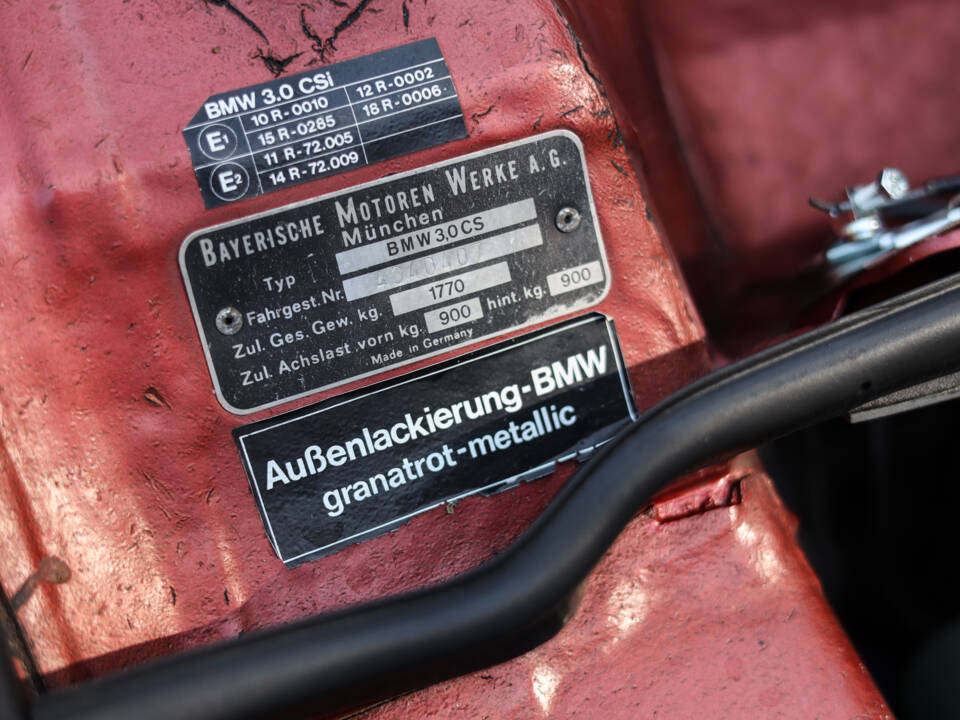 BMW 3.0 CSi
E1 10 R-0010 12 R-0002
15 R-0285 18 R-0006
E2 11 R-72.005
14 R-72.009
BAYERISCHE MOTOREN WERKE A.G.
München
Typ BMW 3,0 CS
Fahrgest. Nr.
Zul. Ges. Gew. kg. 1770
Zul. Achslast vorn kg. 900 hint. kg. 900
Made in Germany
Außenlackierung-BMW
granatrot-metallic